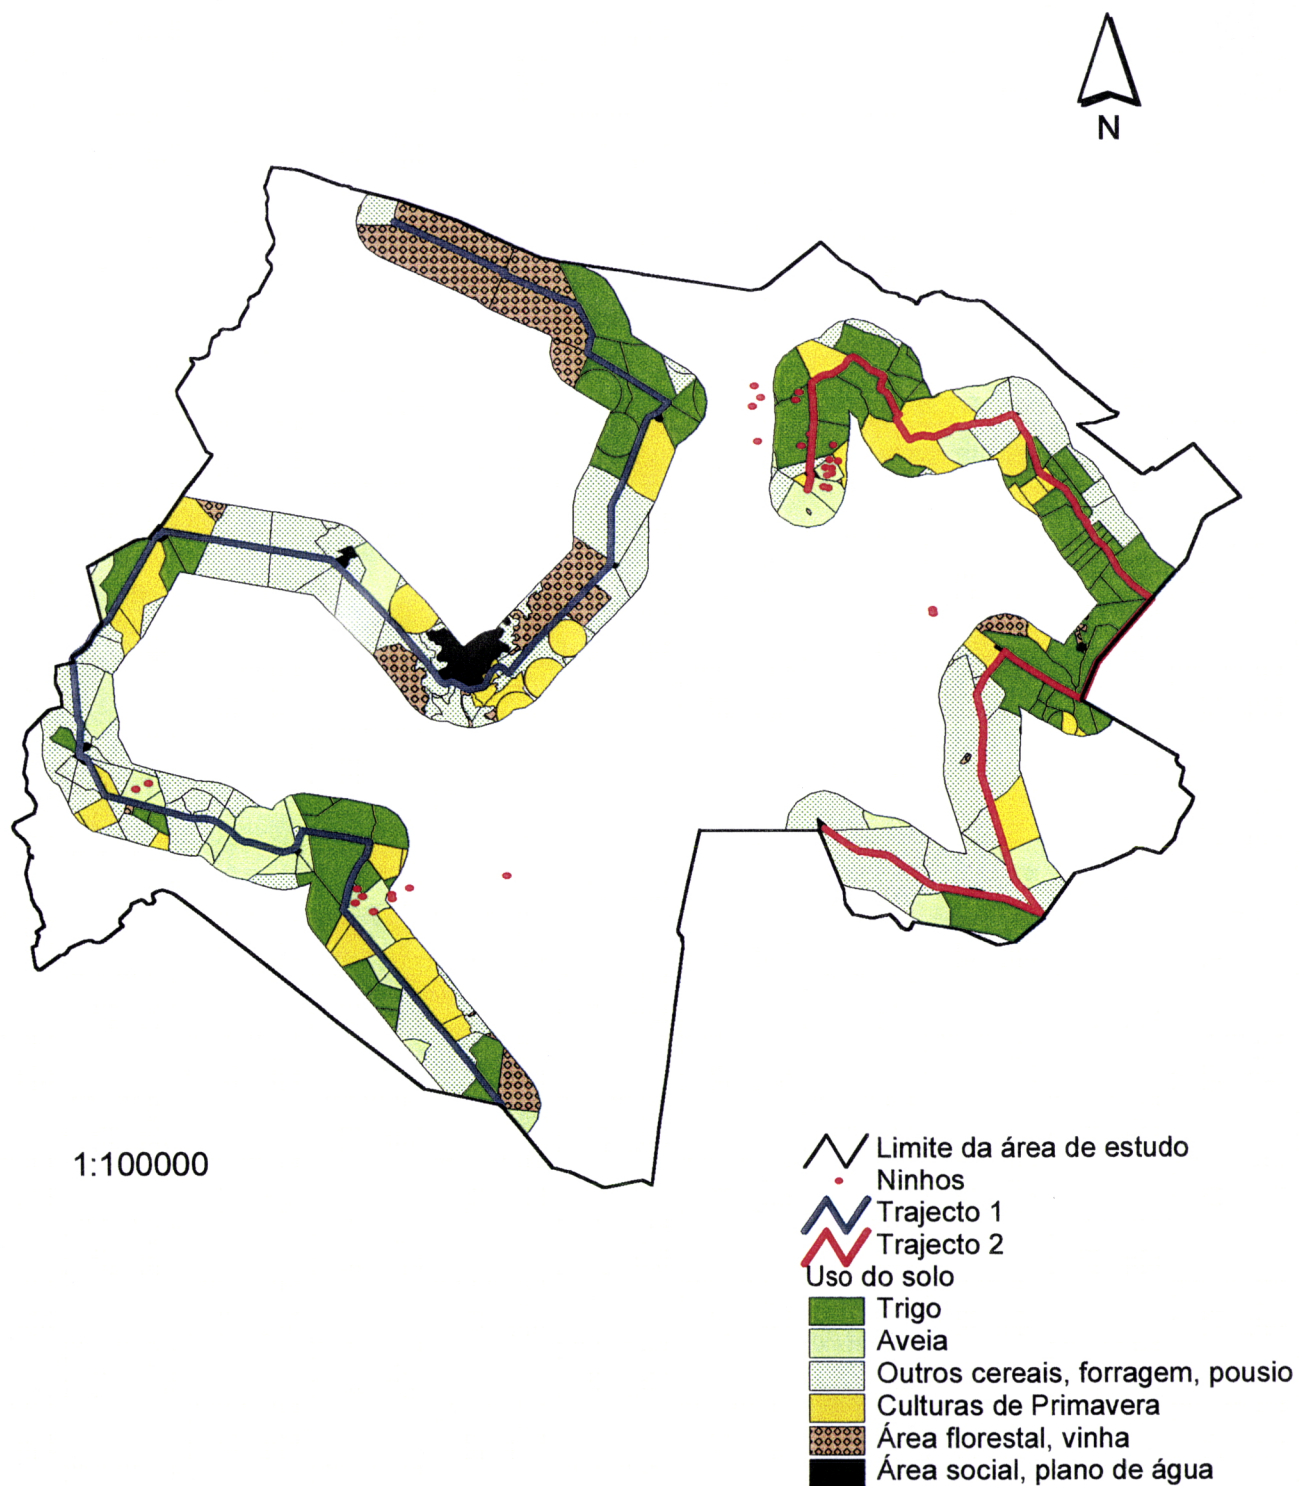 N
1:100000
Limite da área de estudo
Ninhos
Trajecto 1
Trajecto 2
Uso do solo
Trigo
Aveia
Outros cereais, forragem, pousio
Culturas de Primavera
Área florestal, vinha
Área social, plano de água